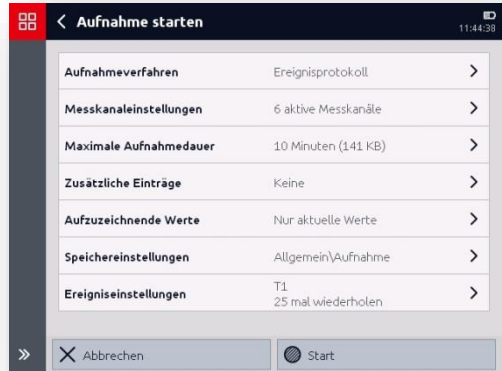 Aufnahme starten
11:44:38
Aufnahmeverfahren Ereignisprotokoll
Messkanaleinstellungen 6 aktive Messkanäle
Maximale Aufnahmedauer 10 Minuten (141 KB)
Zusätzliche Einträge Keine
Aufzuzeichnende Werte Nur aktuelle Werte
Speichereinstellungen Allgemein\Aufnahme
Ereigniseinstellungen T1
25 mal wiederholen
Abbrechen Start